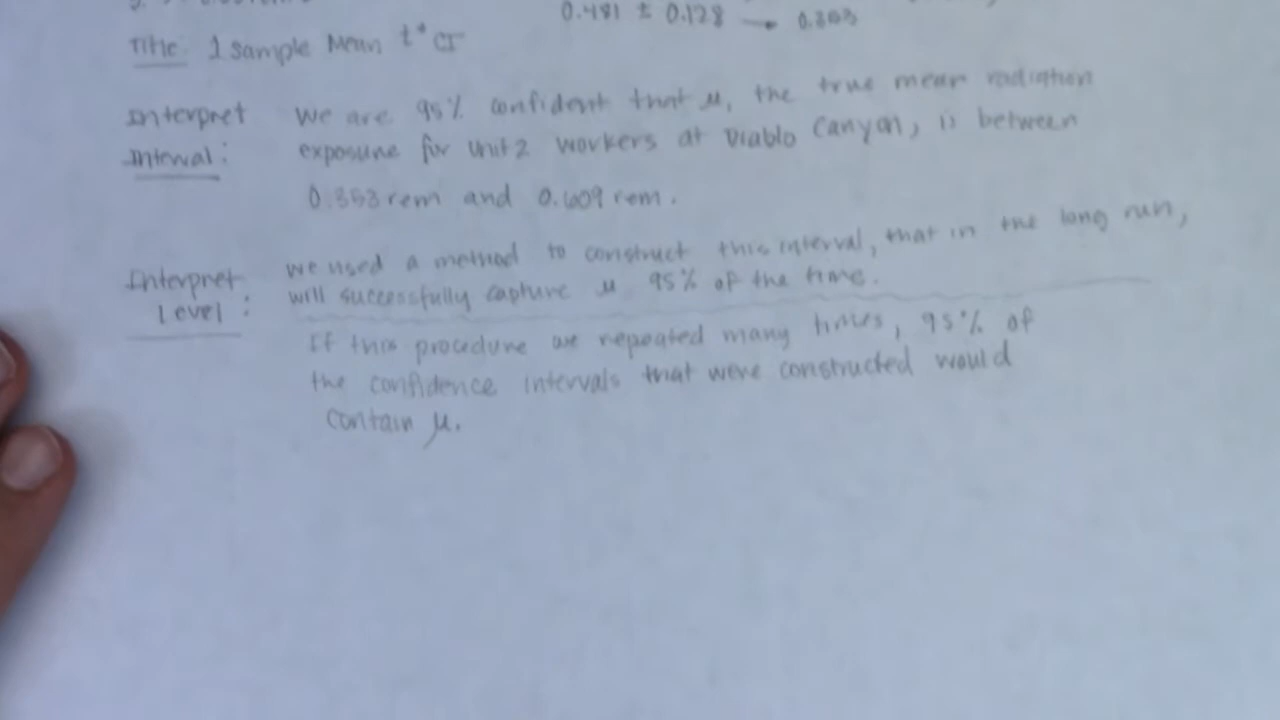 0.481 ± 0.128 →
Title: 1 Sample Mean t* CI
Interpret We are 95% confident that μ, the true mean radiation
Interval: exposure for Unit 2 workers at Diablo Canyon, is between
0.353 rem and 0.609 rem.
Interpret we used a method to construct this interval, that in the long run,
Level: will successfully capture μ 95% of the time.
If this procedure are repeated many times, 95% of
the confidence intervals that were constructed would
contain μ.